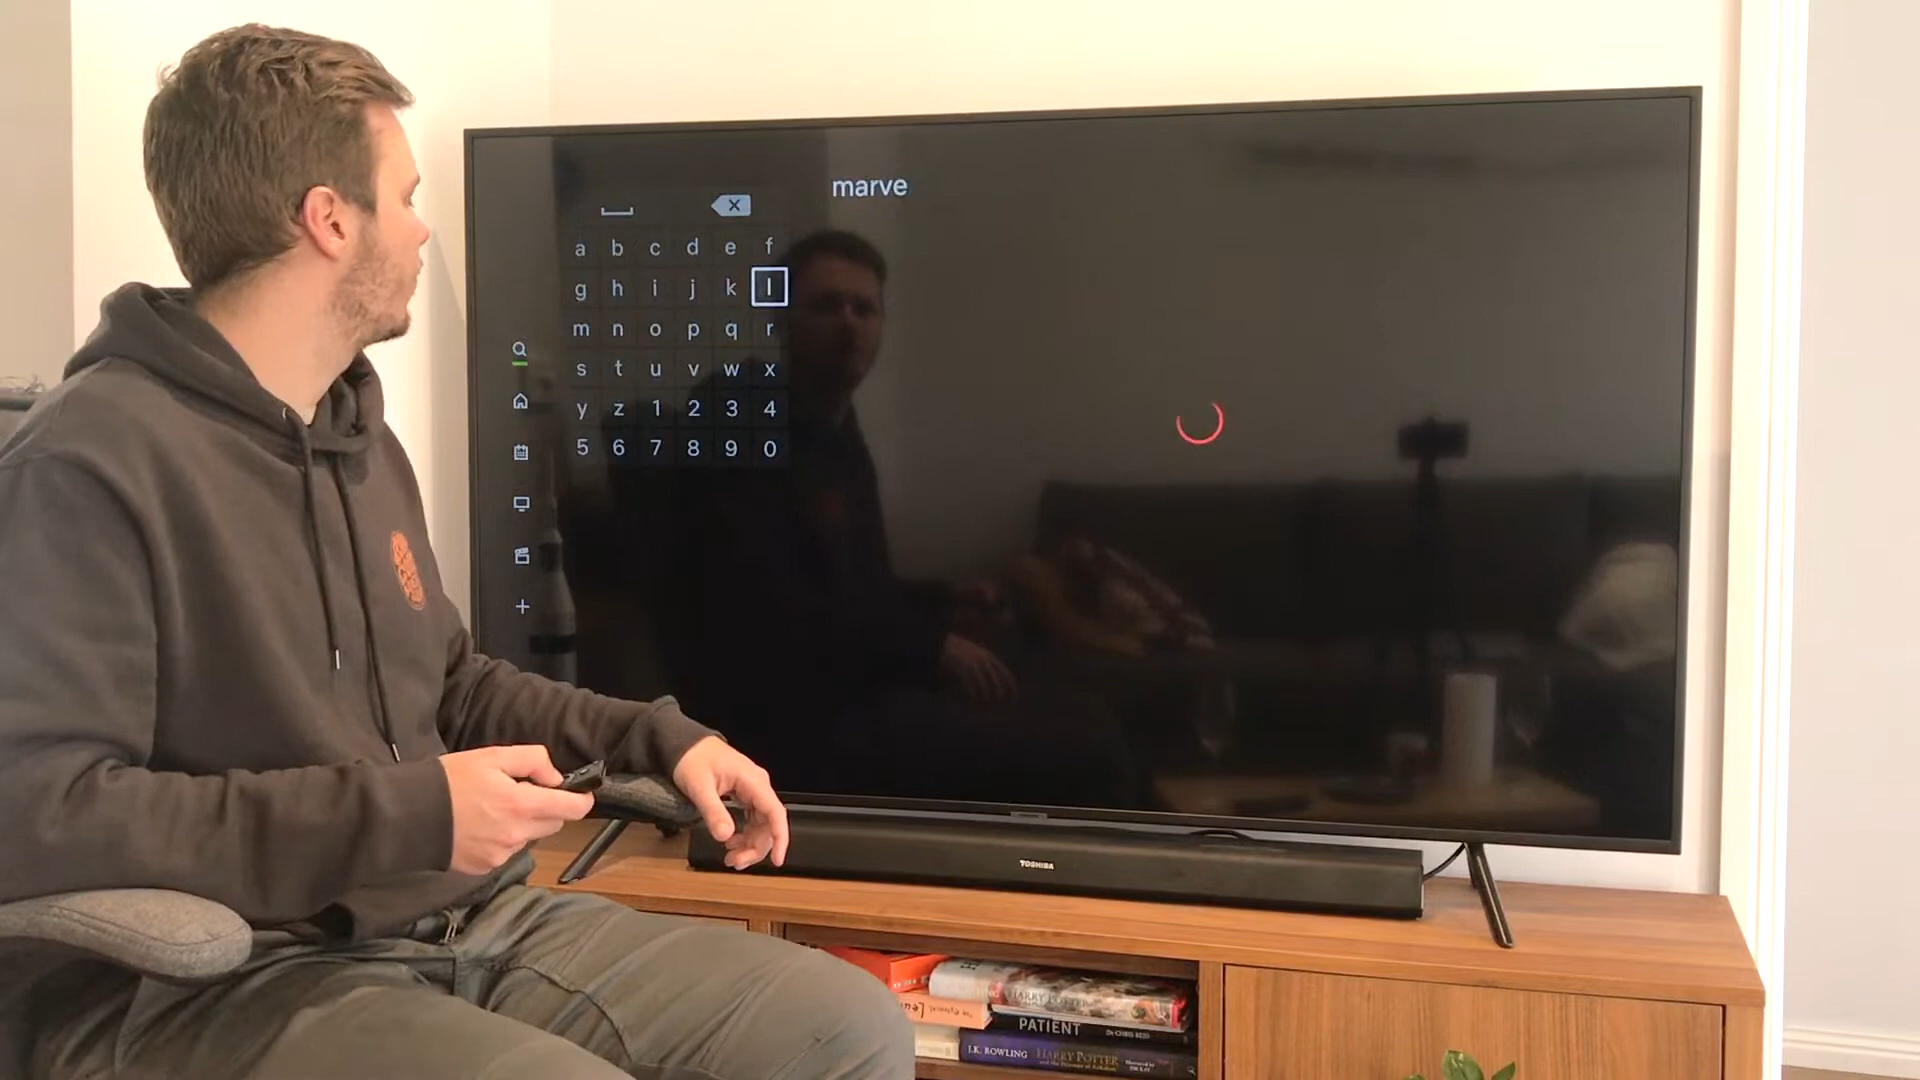 marve
a b c d e f
g h i j k l
m n o p q r
s t u v w x
y z 1 2 3 4
5 6 7 8 9 0
TOSHIBA
HARRY POTTER
PATIENT
J.K. ROWLING HARRY POTTER